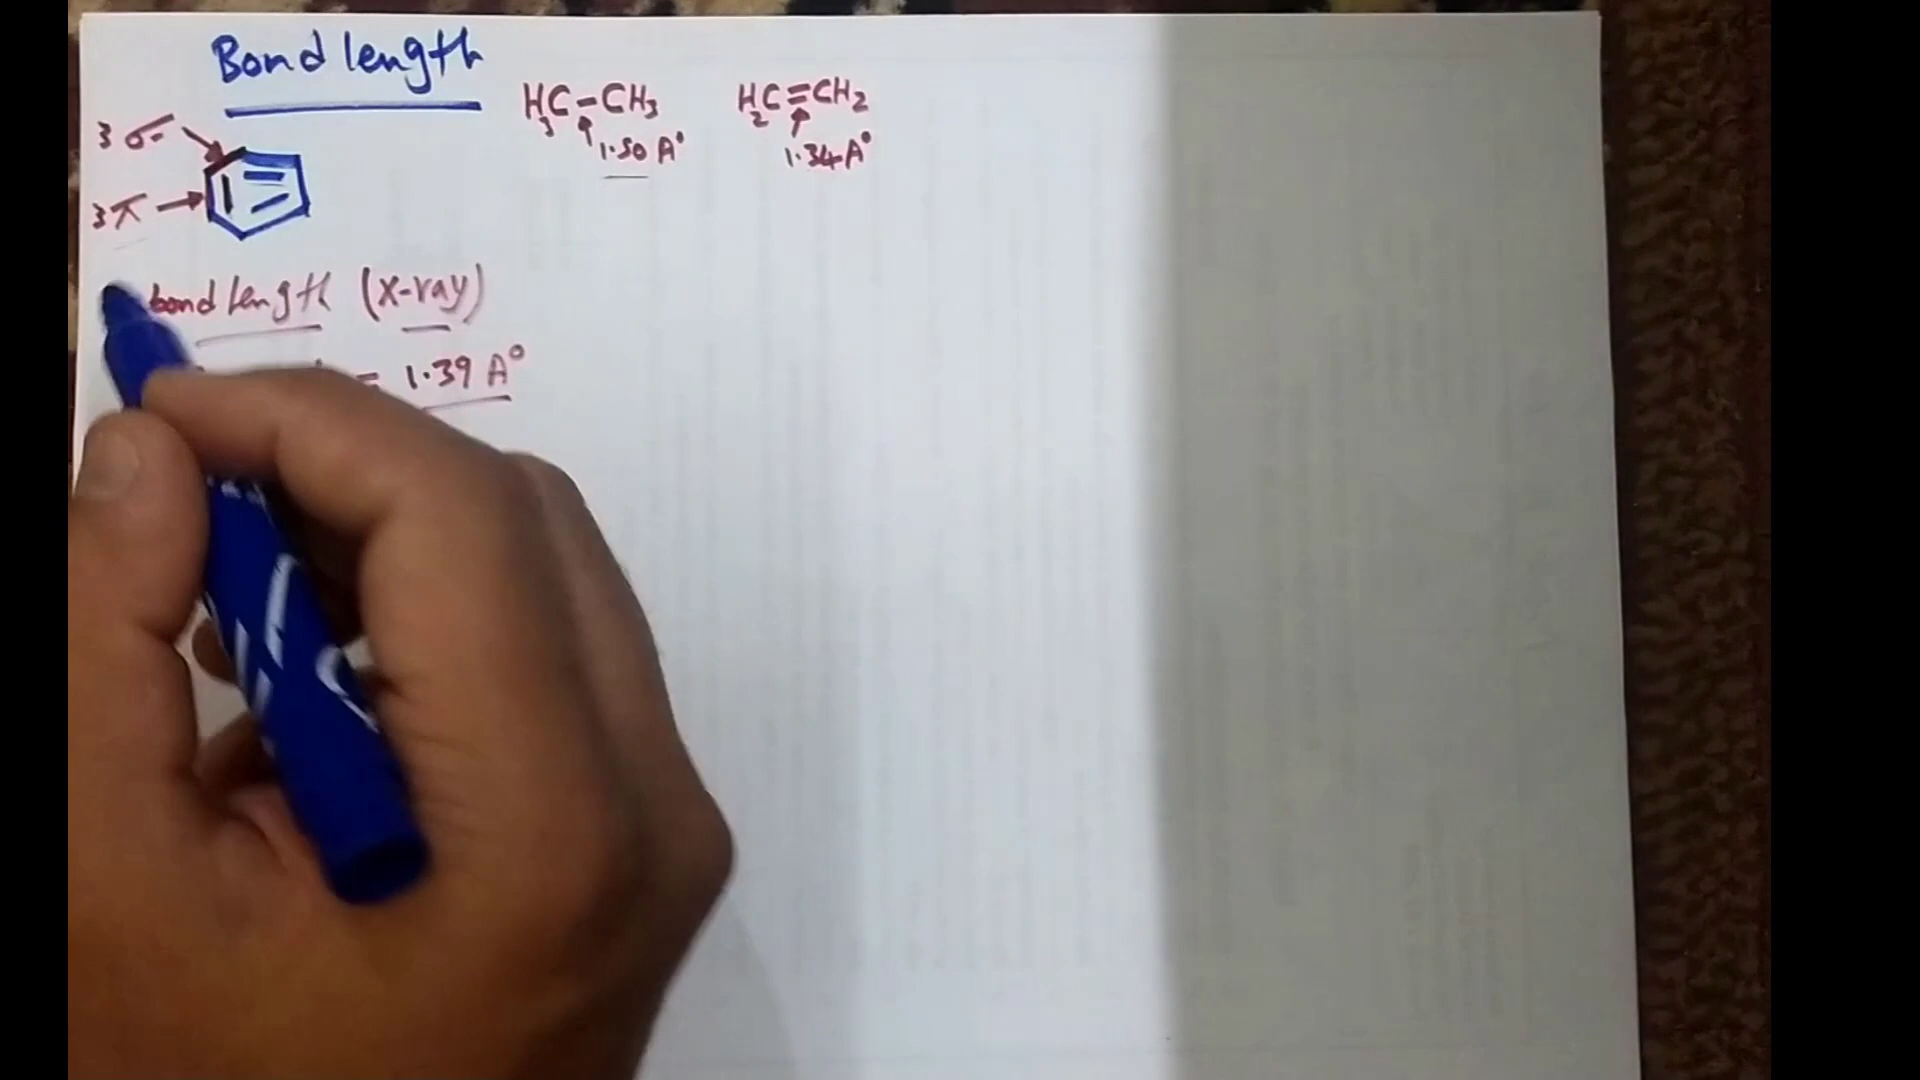 Bond length
H3C-CH3 H2C=CH2
1.50 A° 1.34 A°
3 σ
3 π
bond length (X-ray)
= 1.39 A°